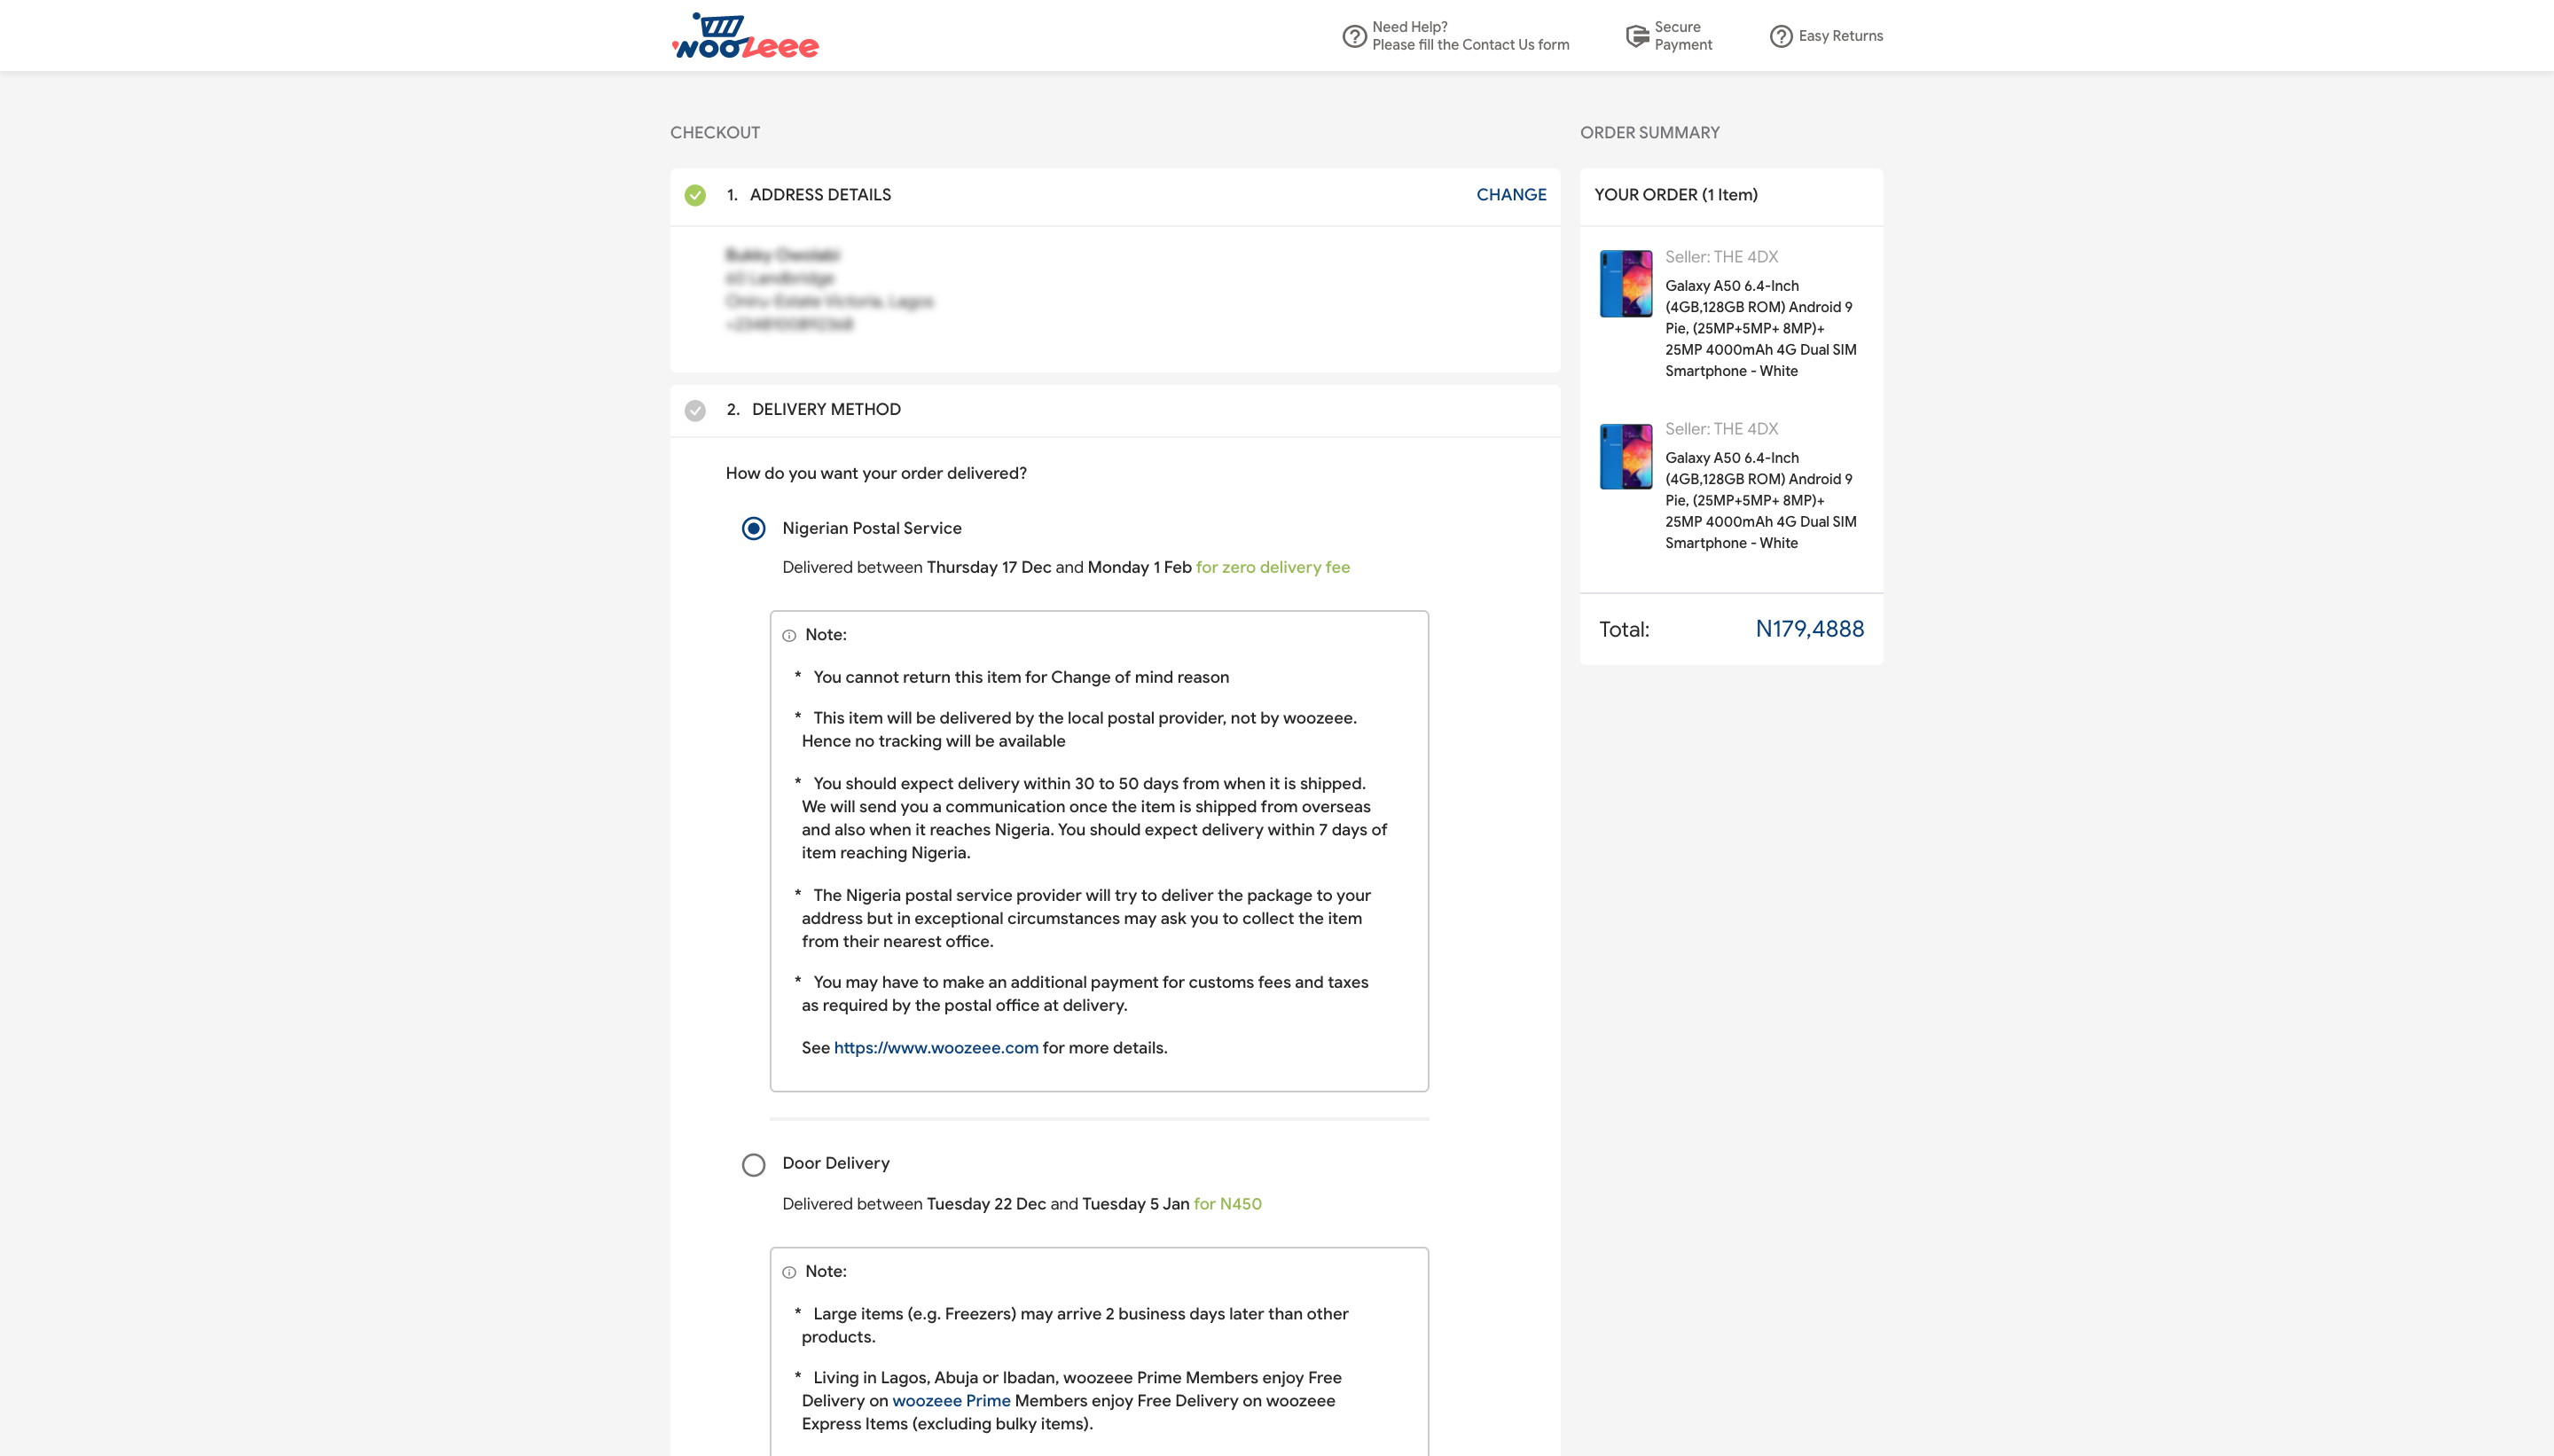 wooZeee
Need Help?
Please fill the Contact Us form
Secure
Payment
Easy Returns
CHECKOUT
1. ADDRESS DETAILS
CHANGE
2. DELIVERY METHOD
How do you want your order delivered?
Nigerian Postal Service
Delivered between Thursday 17 Dec and Monday 1 Feb for zero delivery fee
Note:
* You cannot return this item for Change of mind reason
* This item will be delivered by the local postal provider, not by woozeee.
Hence no tracking will be available
* You should expect delivery within 30 to 50 days from when it is shipped.
We will send you a communication once the item is shipped from overseas
and also when it reaches Nigeria. You should expect delivery within 7 days of
item reaching Nigeria.
* The Nigeria postal service provider will try to deliver the package to your
address but in exceptional circumstances may ask you to collect the item
from their nearest office.
* You may have to make an additional payment for customs fees and taxes
as required by the postal office at delivery.
See https://www.woozeee.com for more details.
Door Delivery
Delivered between Tuesday 22 Dec and Tuesday 5 Jan for N450
Note:
* Large items (e.g. Freezers) may arrive 2 business days later than other
products.
* Living in Lagos, Abuja or Ibadan, woozeee Prime Members enjoy Free
Delivery on woozeee Prime Members enjoy Free Delivery on woozeee
Express Items (excluding bulky items).
ORDER SUMMARY
YOUR ORDER (1 Item)
Seller: THE 4DX
Galaxy A50 6.4-Inch
(4GB,128GB ROM) Android 9
Pie, (25MP+5MP+ 8MP)+
25MP 4000mAh 4G Dual SIM
Smartphone - White
Seller: THE 4DX
Galaxy A50 6.4-Inch
(4GB,128GB ROM) Android 9
Pie, (25MP+5MP+ 8MP)+
25MP 4000mAh 4G Dual SIM
Smartphone - White
Total:
N179,4888